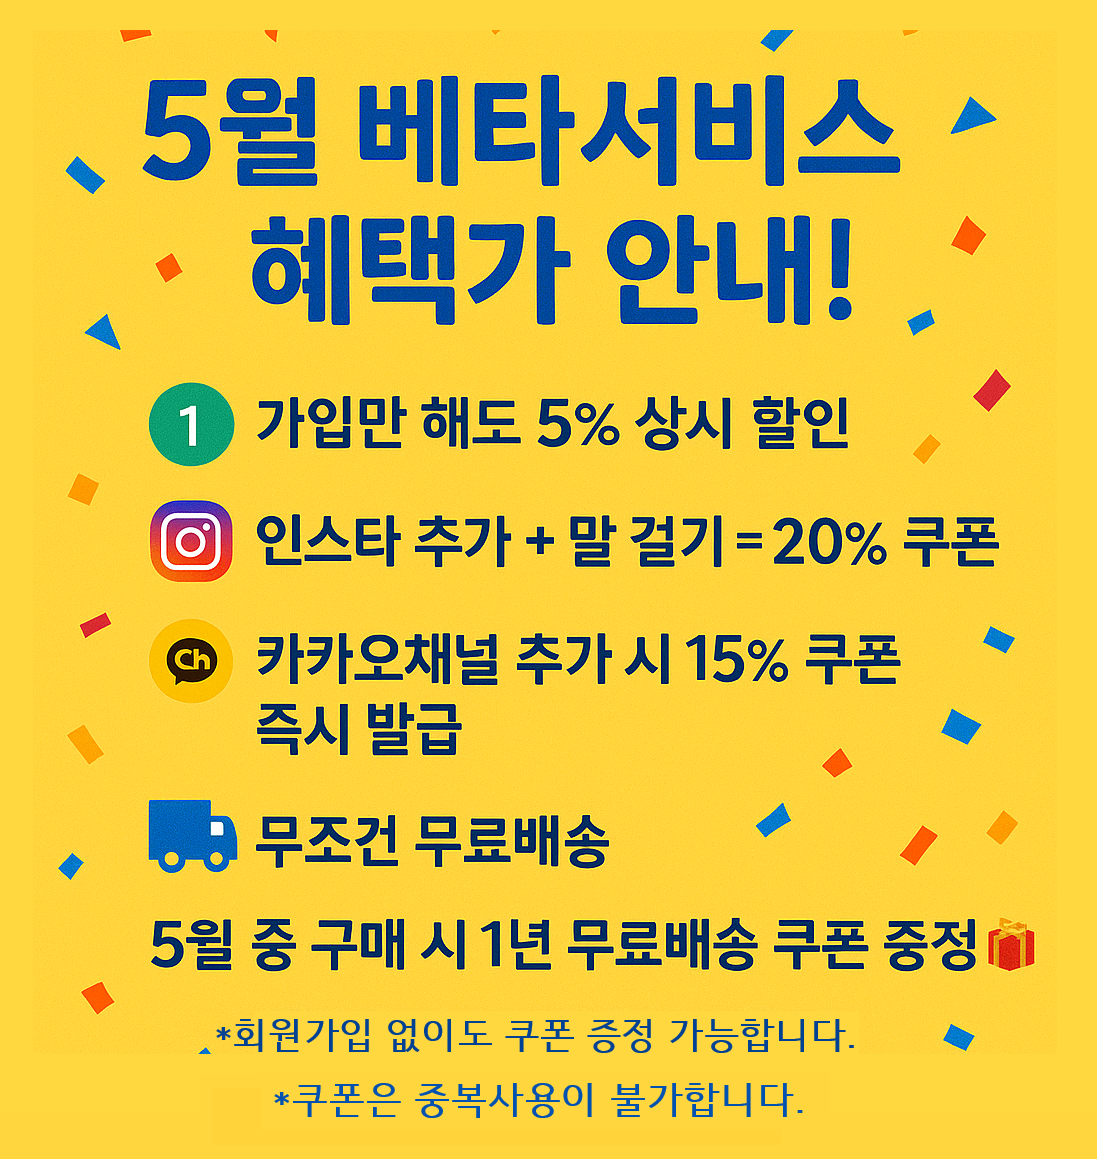 5월 베타서비스
혜택가 안내!
1 가입만 해도 5% 상시 할인
인스타 추가 + 말 걸기 = 20% 쿠폰
Ch 카카오채널 추가 시 15% 쿠폰
즉시 발급
무조건 무료배송
5월 중 구매 시 1년 무료배송 쿠폰 증정
*회원가입 없이도 쿠폰 증정 가능합니다.
*쿠폰은 중복사용이 불가합니다.